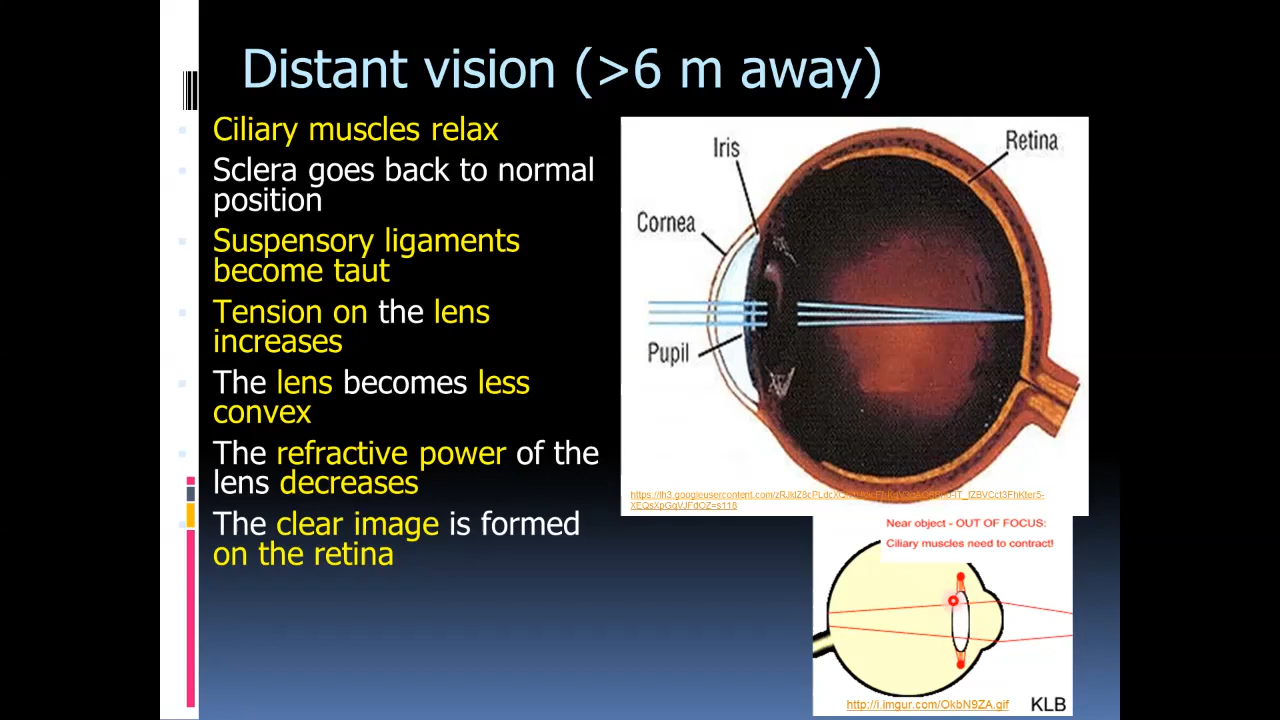 Distant vision (>6 m away)
Ciliary muscles relax
Sclera goes back to normal
position
Suspensory ligaments
become taut
Tension on the lens
increases
The lens becomes less
convex
The refractive power of the
lens decreases
The clear image is formed
on the retina
Iris
Retina
Cornea
Pupil
Near object - OUT OF FOCUS:
Ciliary muscles need to contract!
http://i.imgur.com/OkbN9ZA.gif
KLB